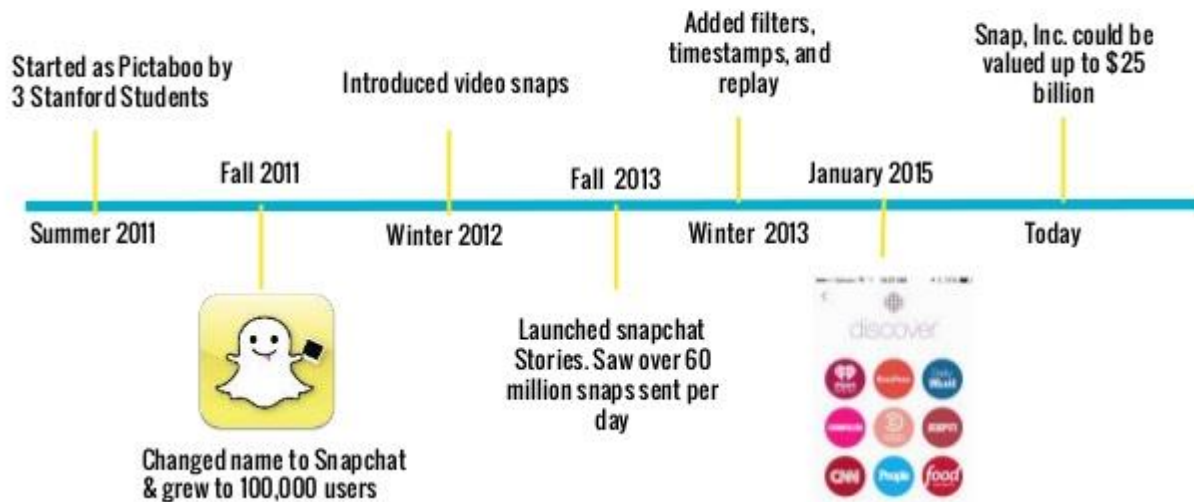 Started as Pictaboo by
3 Stanford Students
Summer 2011
Fall 2011
Changed name to Snapchat
& grew to 100,000 users
Introduced video snaps
Winter 2012
Fall 2013
Launched snapchat
Stories. Saw over 60
million snaps sent per
day
Added filters,
timestamps, and
replay
Winter 2013
January 2015
discover
CNN
People
food
ESPN
Snap, Inc. could be
valued up to $25
billion
Today